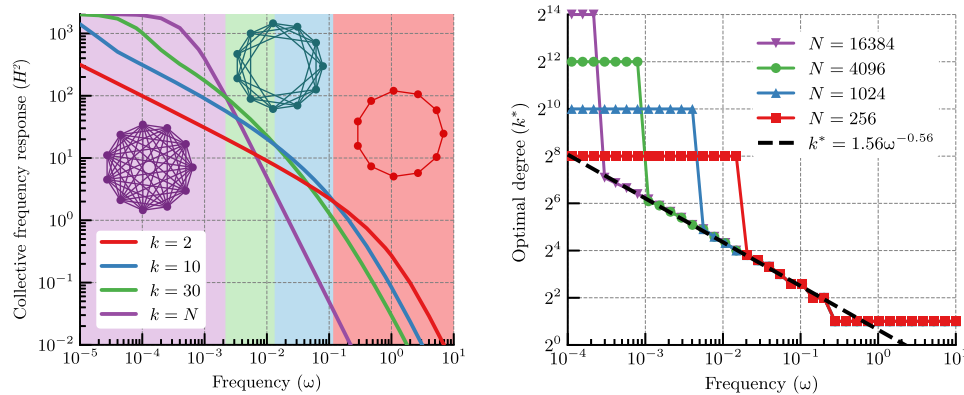 Collective frequency response (H²)
10³
10²
10¹
10⁰
10⁻¹
10⁻²
k = 2
k = 10
k = 30
k = N
10⁻⁵
10⁻⁴
10⁻³
10⁻²
10⁻¹
10⁰
10¹
Frequency (ω)
Optimal degree (k*)
2¹⁴
2¹²
2¹⁰
2⁸
2⁶
2⁴
2²
2⁰
N = 16384
N = 4096
N = 1024
N = 256
k* = 1.56ω⁻⁰·⁵⁶
10⁻⁴
10⁻³
10⁻²
10⁻¹
10⁰
10¹
Frequency (ω)